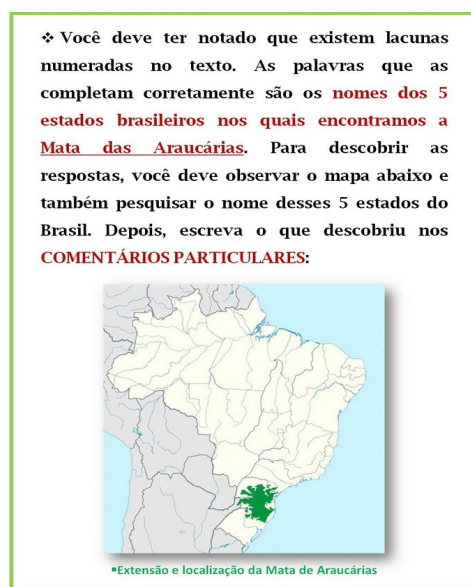 ❖ Você deve ter notado que existem lacunas
numeradas no texto. As palavras que as
completam corretamente são os nomes dos 5
estados brasileiros nos quais encontramos a
Mata das Araucárias. Para descobrir as
respostas, você deve observar o mapa abaixo e
também pesquisar o nome desses 5 estados do
Brasil. Depois, escreva o que descobriu nos
COMENTÁRIOS PARTICULARES:
▪Extensão e localização da Mata de Araucárias